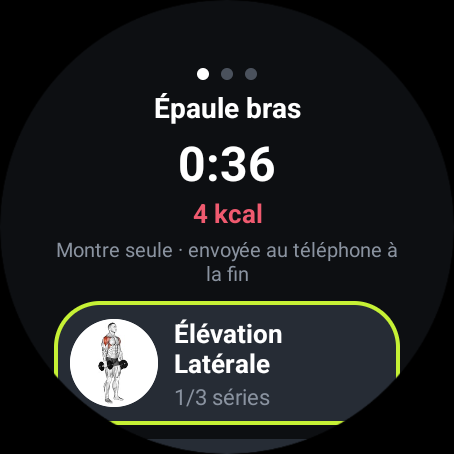 Épaule bras
0:36
4 kcal
Montre seule · envoyée au téléphone à
la fin
Élévation
Latérale
1/3 séries